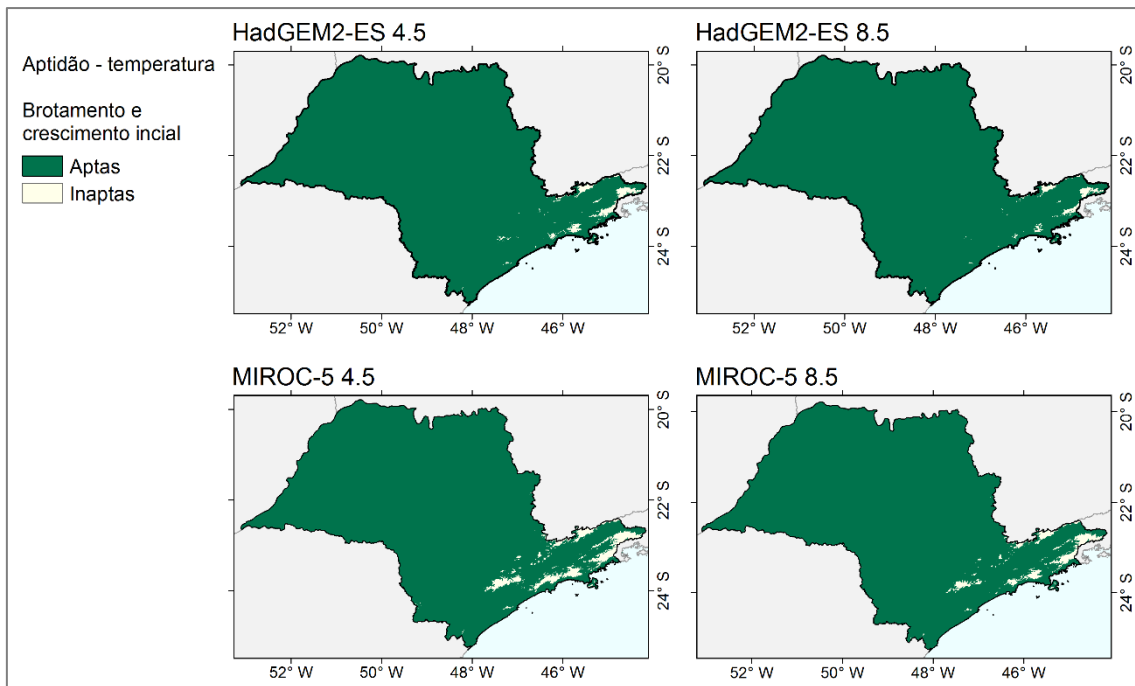 HadGEM2-ES 4.5
HadGEM2-ES 8.5
Aptidão - temperatura
Brotamento e
crescimento incial
Aptas
Inaptas
20° S
22° S
24° S
20° S
22° S
24° S
52° W
50° W
48° W
46° W
52° W
50° W
48° W
46° W
MIROC-5 4.5
MIROC-5 8.5
20° S
22° S
24° S
20° S
22° S
24° S
52° W
50° W
48° W
46° W
52° W
50° W
48° W
46° W